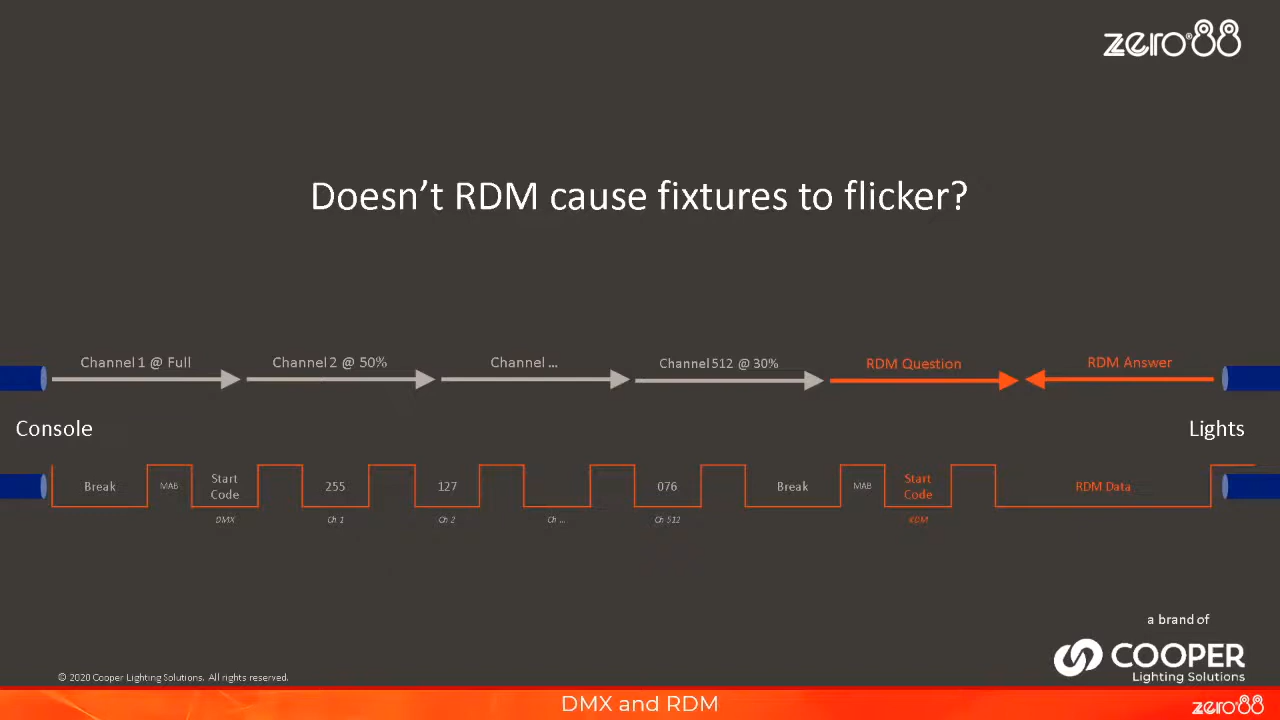 zero®88
Doesn't RDM cause fixtures to flicker?
Channel 1 @ Full
Channel 2 @ 50%
Channel ...
Channel 512 @ 30%
RDM Question
RDM Answer
Console
Lights
Break
MAB
Start
Code
255
127
076
Break
MAB
Start
Code
RDM Data
DMX
Ch 1
Ch 2
Ch ...
Ch 512
RDM
a brand of
COOPER
Lighting Solutions
© 2020 Cooper Lighting Solutions. All rights reserved.
DMX and RDM
zero88